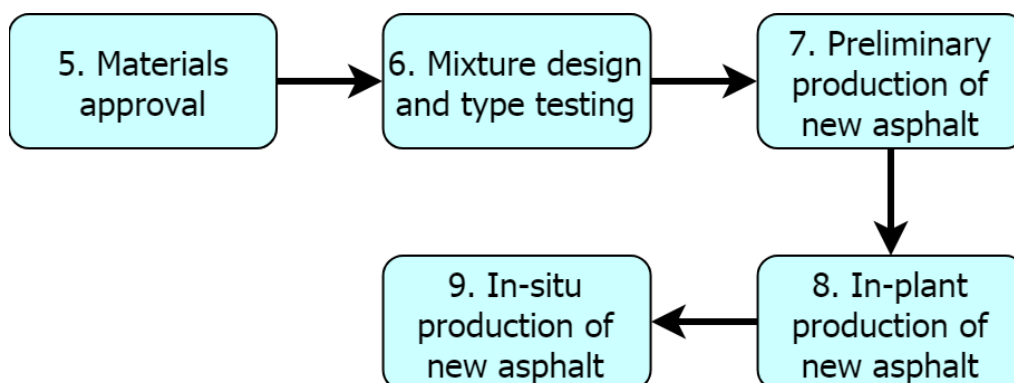 5. Materials
approval
6. Mixture design
and type testing
7. Preliminary
production of
new asphalt
8. In-plant
production of
new asphalt
9. In-situ
production of
new asphalt